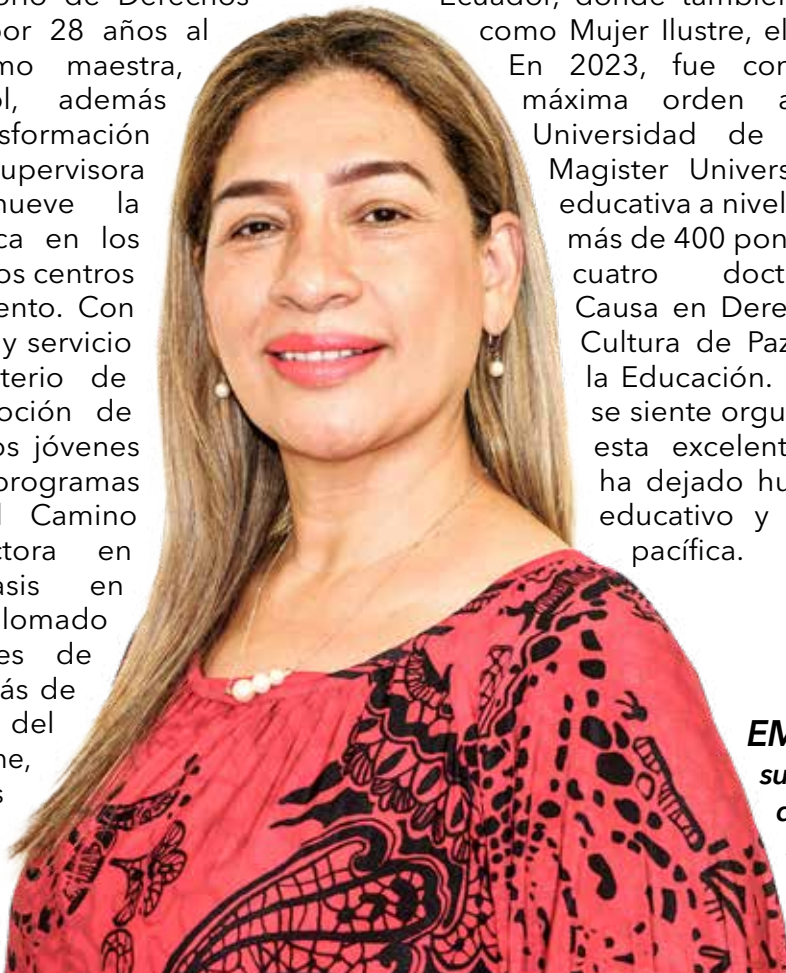 orio de Derechos
por 28 años al
mo maestra,
ol, además
sformación
upervisora
nueve la
ca en los
os centros
ento. Con
y servicio
terio de
oción de
os jóvenes
programas
l Camino
ctora en
asis en
lomado
es de
ás de
del
ne,
s
Ecuador, donde también
como Mujer Ilustre, el
En 2023, fue con
máxima orden a
Universidad de
Magister Univers
educativa a nivel
más de 400 pon
cuatro doct
Causa en Dere
Cultura de Paz
la Educación.
se siente orgu
esta excelent
ha dejado hu
educativo y
pacífica.
EM
su